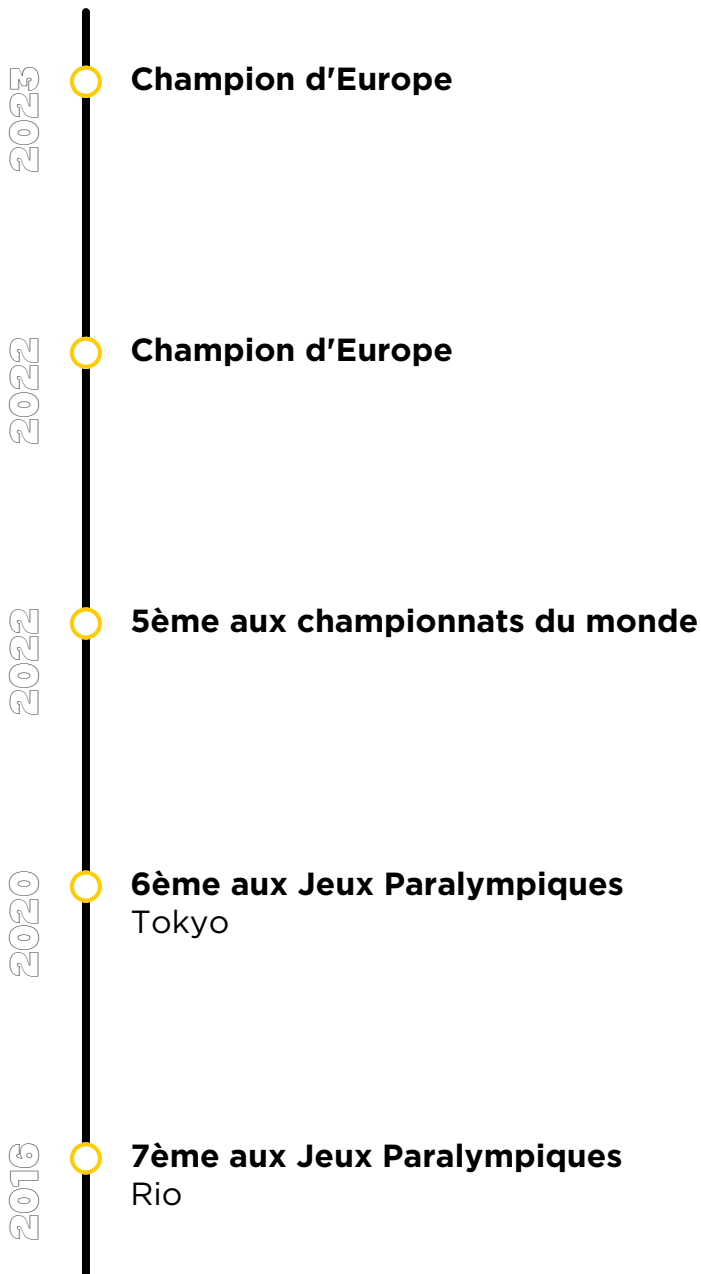 2023
Champion d'Europe
2022
Champion d'Europe
2022
5ème aux championnats du monde
2020
6ème aux Jeux Paralympiques
Tokyo
2016
7ème aux Jeux Paralympiques
Rio